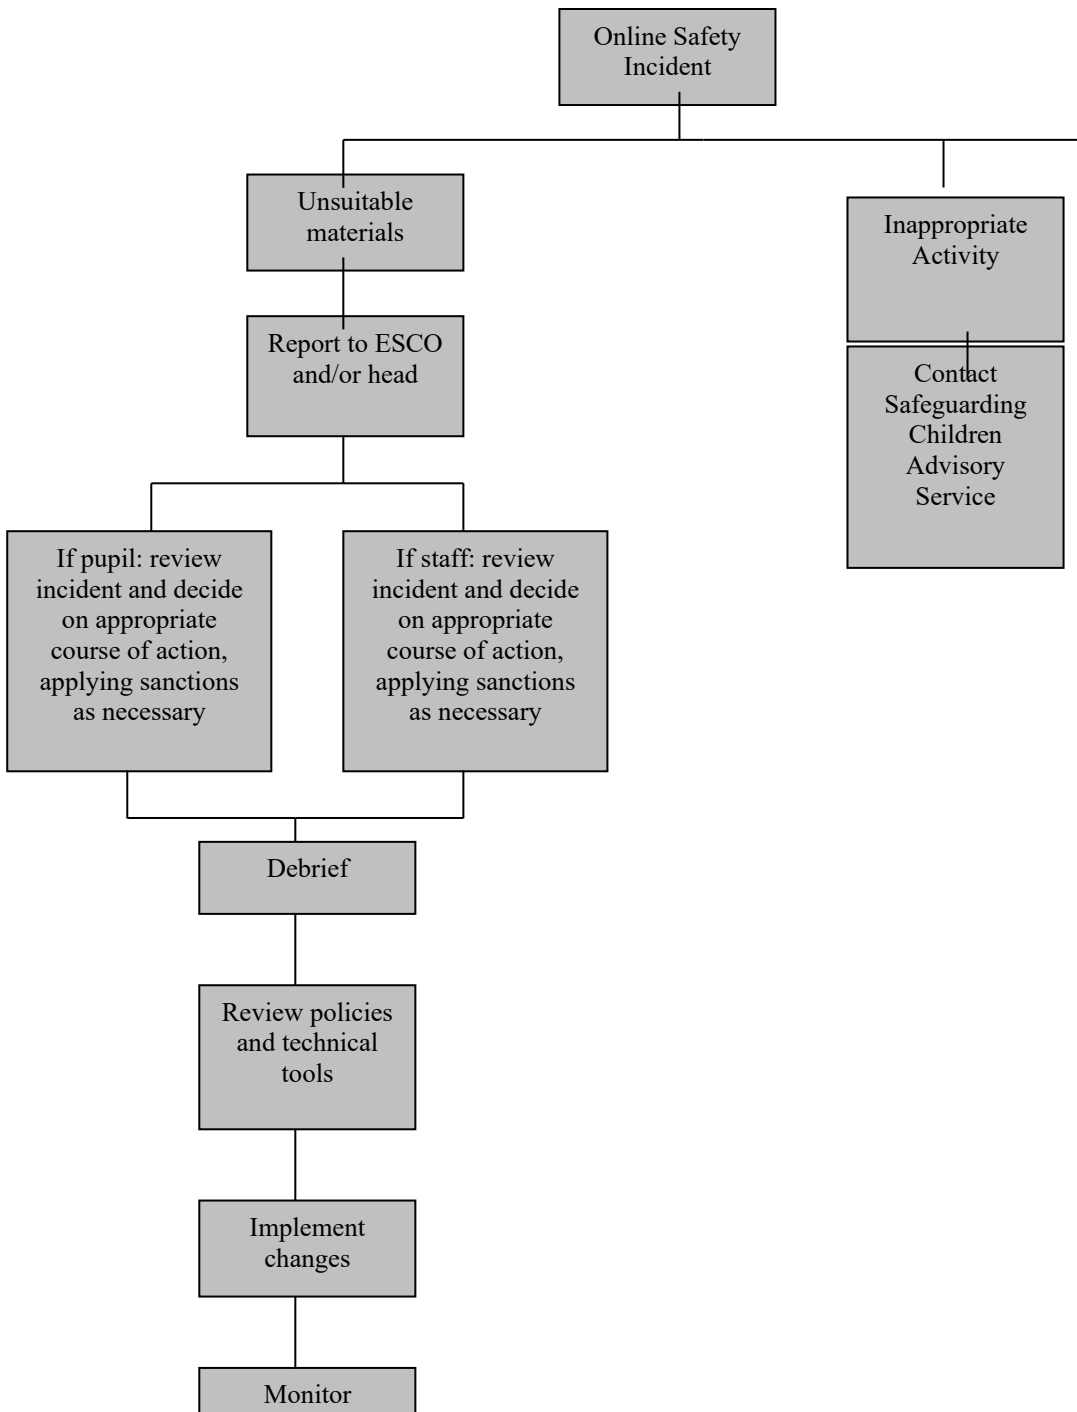 Online Safety
Incident
Unsuitable
materials
Inappropriate
Activity
Report to ESCO
and/or head
Contact
Safeguarding
Children
Advisory
Service
If pupil: review
incident and decide
on appropriate
course of action,
applying sanctions
as necessary
If staff: review
incident and decide
on appropriate
course of action,
applying sanctions
as necessary
Debrief
Review policies
and technical
tools
Implement
changes
Monitor